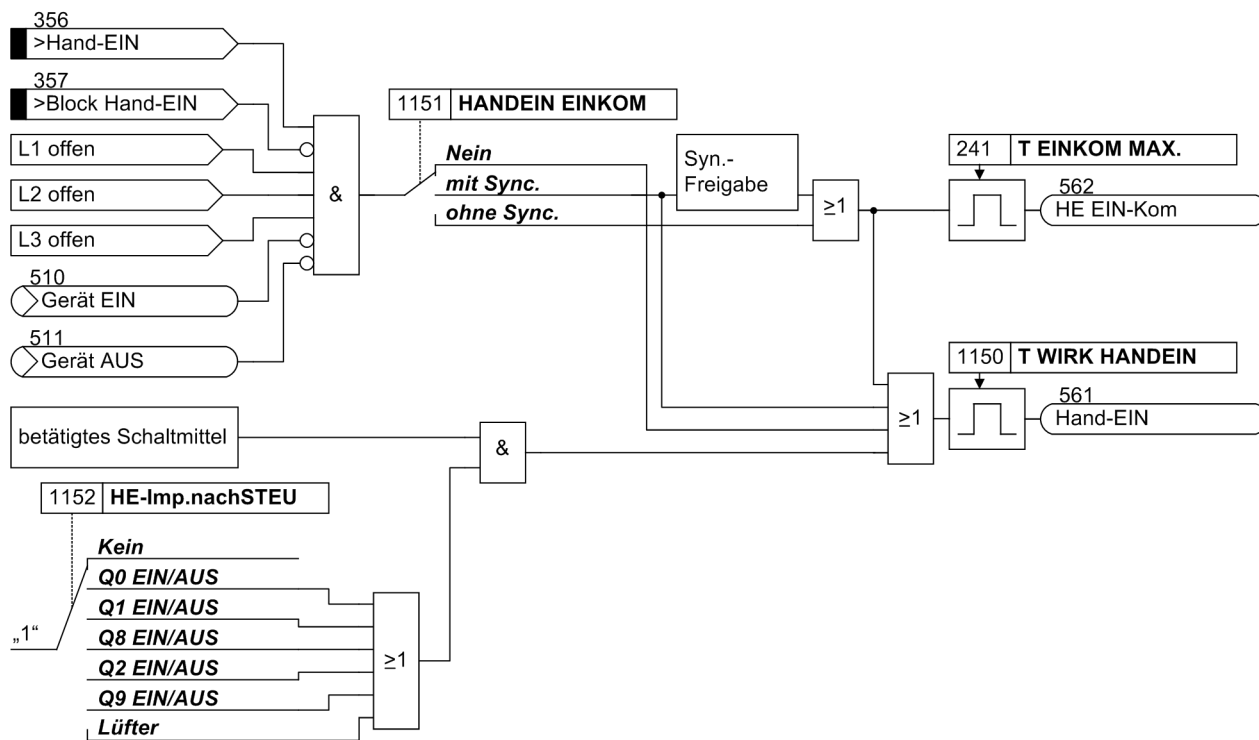 356
>Hand-EIN
357
>Block Hand-EIN
L1 offen
L2 offen
L3 offen
510
Gerät EIN
511
Gerät AUS
&
1151 HANDEIN EINKOM
Nein
mit Sync.
ohne Sync.
Syn.-
Freigabe
≥1
241 T EINKOM MAX.
562
HE EIN-Kom
1150 T WIRK HANDEIN
561
Hand-EIN
≥1
betätigtes Schaltmittel
&
1152 HE-Imp.nachSTEU
Kein
Q0 EIN/AUS
Q1 EIN/AUS
Q8 EIN/AUS
Q2 EIN/AUS
Q9 EIN/AUS
Lüfter
„1“
≥1